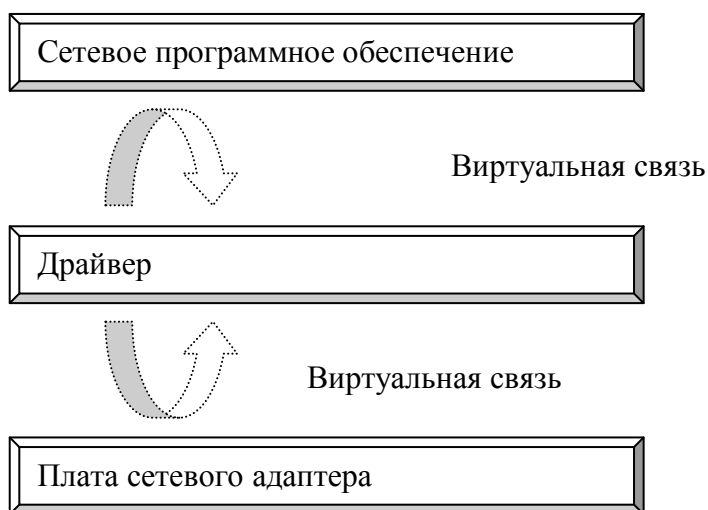 Сетевое программное обеспечение
Виртуальная связь
Драйвер
Виртуальная связь
Плата сетевого адаптера